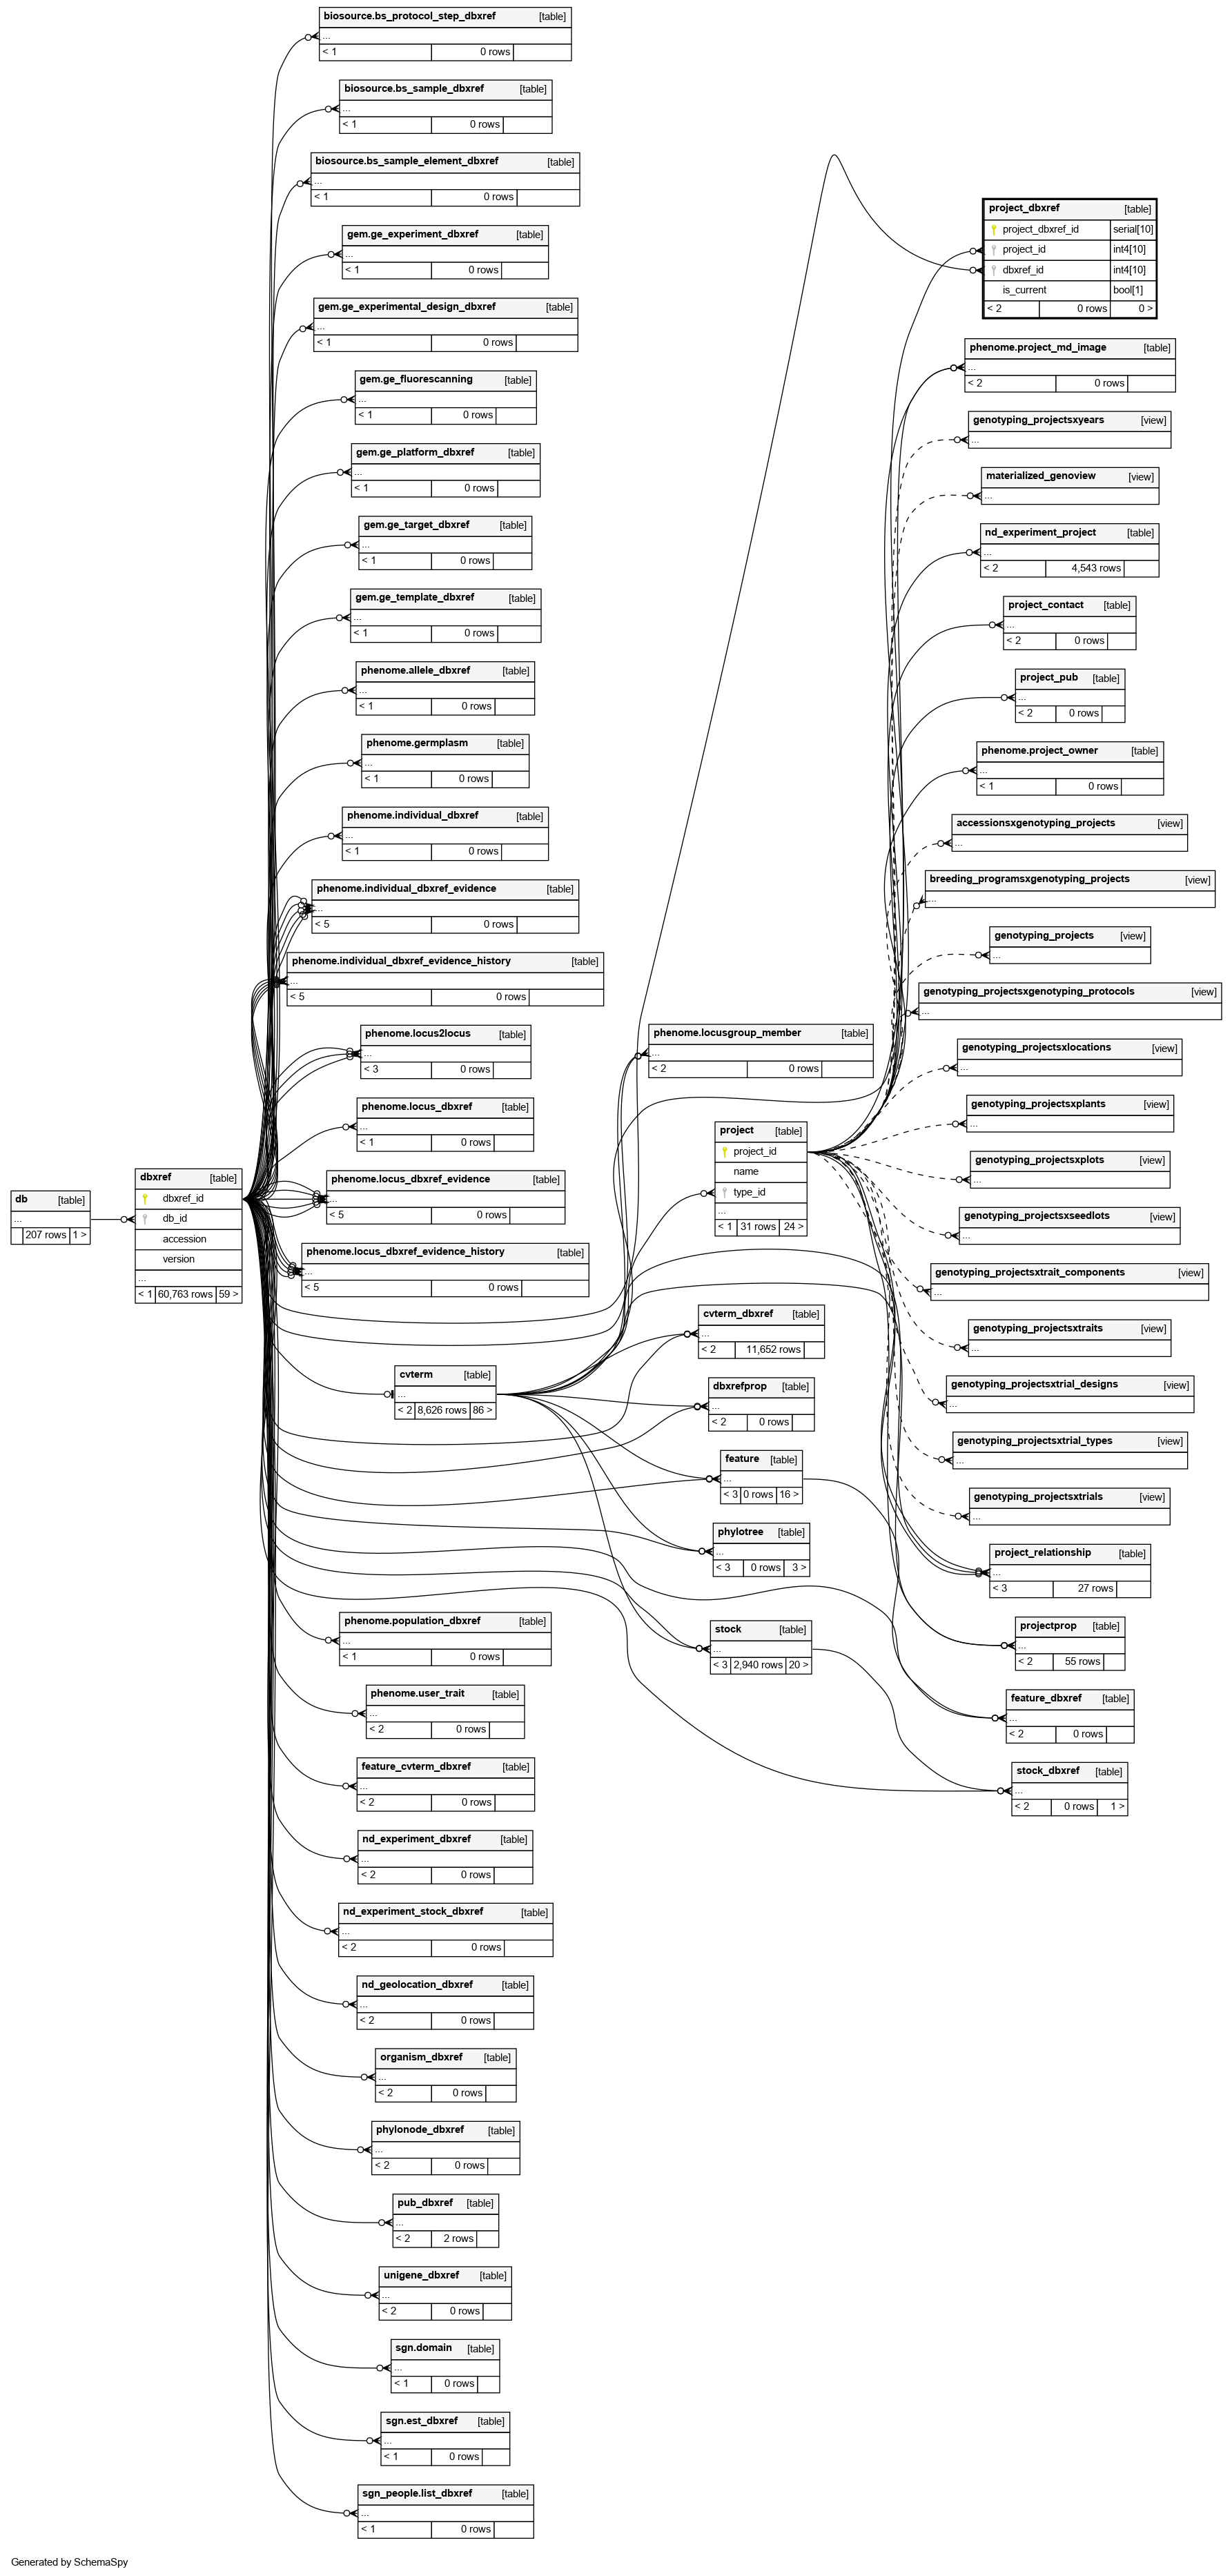 biosource.bs_protocol_step_dbxref [table]
...
< 1 0 rows
biosource.bs_sample_dbxref [table]
...
< 1 0 rows
biosource.bs_sample_element_dbxref [table]
...
< 1 0 rows
gem.ge_experiment_dbxref [table]
...
< 1 0 rows
gem.ge_experimental_design_dbxref [table]
...
< 1 0 rows
gem.ge_fluorescanning [table]
...
< 1 0 rows
gem.ge_platform_dbxref [table]
...
< 1 0 rows
gem.ge_target_dbxref [table]
...
< 1 0 rows
gem.ge_template_dbxref [table]
...
< 1 0 rows
phenome.allele_dbxref [table]
...
< 1 0 rows
phenome.germplasm [table]
...
< 1 0 rows
phenome.individual_dbxref [table]
...
< 1 0 rows
phenome.individual_dbxref_evidence [table]
...
< 5 0 rows
phenome.individual_dbxref_evidence_history [table]
...
< 5 0 rows
phenome.locus2locus [table]
...
< 3 0 rows
phenome.locus_dbxref [table]
...
< 1 0 rows
phenome.locus_dbxref_evidence [table]
...
< 5 0 rows
phenome.locus_dbxref_evidence_history [table]
...
< 5 0 rows
db [table]
...
207 rows 1 >
dbxref [table]
dbxref_id
db_id
accession
version
...
< 1 60,763 rows 59 >
cvterm [table]
...
< 2 8,626 rows 86 >
phenome.population_dbxref [table]
...
< 1 0 rows
phenome.user_trait [table]
...
< 2 0 rows
feature_cvterm_dbxref [table]
...
< 2 0 rows
nd_experiment_dbxref [table]
...
< 2 0 rows
nd_experiment_stock_dbxref [table]
...
< 2 0 rows
nd_geolocation_dbxref [table]
...
< 2 0 rows
organism_dbxref [table]
...
< 2 0 rows
phylonode_dbxref [table]
...
< 2 0 rows
pub_dbxref [table]
...
< 2 2 rows
unigene_dbxref [table]
...
< 2 0 rows
sgn.domain [table]
...
< 1 0 rows
sgn.est_dbxref [table]
...
< 1 0 rows
sgn_people.list_dbxref [table]
...
< 1 0 rows
phenome.locusgroup_member [table]
...
< 2 0 rows
project [table]
project_id
name
type_id
...
< 1 31 rows 24 >
cvterm_dbxref [table]
...
< 2 11,652 rows
dbxrefprop [table]
...
< 2 0 rows
feature [table]
...
< 3 0 rows 16 >
phylotree [table]
...
< 3 0 rows 3 >
stock [table]
...
< 3 2,940 rows 20 >
project_dbxref [table]
project_dbxref_id serial[10]
project_id int4[10]
dbxref_id int4[10]
is_current bool[1]
< 2 0 rows 0 >
phenome.project_md_image [table]
...
< 2 0 rows
genotyping_projectsxyears [view]
...
materialized_genoview [view]
...
nd_experiment_project [table]
...
< 2 4,543 rows
project_contact [table]
...
< 2 0 rows
project_pub [table]
...
< 2 0 rows
phenome.project_owner [table]
...
< 1 0 rows
accessionsxgenotyping_projects [view]
...
breeding_programsxgenotyping_projects [view]
...
genotyping_projects [view]
...
genotyping_projectsxgenotyping_protocols [view]
...
genotyping_projectsxlocations [view]
...
genotyping_projectsxplants [view]
...
genotyping_projectsxplots [view]
...
genotyping_projectsxseedlots [view]
...
genotyping_projectsxtrait_components [view]
...
genotyping_projectsxtraits [view]
...
genotyping_projectsxtrial_designs [view]
...
genotyping_projectsxtrial_types [view]
...
genotyping_projectsxtrials [view]
...
project_relationship [table]
...
< 3 27 rows
projectprop [table]
...
< 2 55 rows
feature_dbxref [table]
...
< 2 0 rows
stock_dbxref [table]
...
< 2 0 rows 1 >
Generated by SchemaSpy